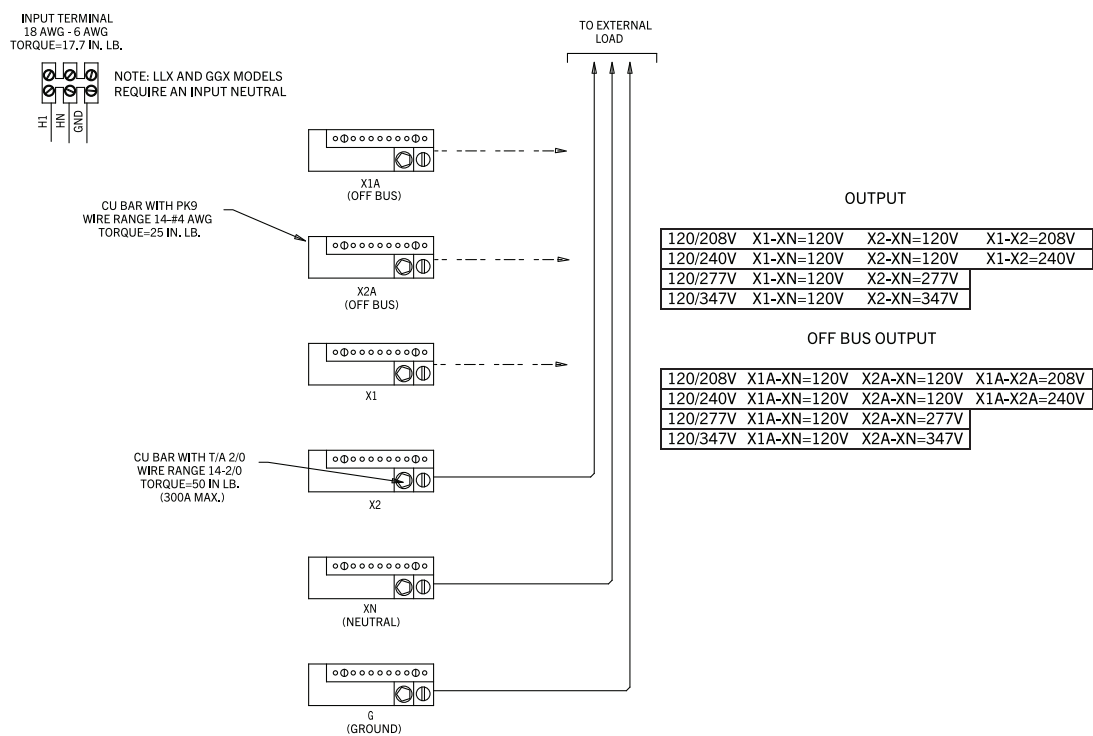 INPUT TERMINAL
18 AWG - 6 AWG
TORQUE=17.7 IN. LB.
NOTE: LLX AND GGX MODELS
REQUIRE AN INPUT NEUTRAL
H1
HN
GND
TO EXTERNAL
LOAD
X1A
(OFF BUS)
CU BAR WITH PK9
WIRE RANGE 14-#4 AWG
TORQUE=25 IN. LB.
X2A
(OFF BUS)
X1
CU BAR WITH T/A 2/0
WIRE RANGE 14-2/0
TORQUE=50 IN LB.
(300A MAX.)
X2
XN
(NEUTRAL)
G
(GROUND)
OUTPUT
120/208V X1-XN=120V X2-XN=120V X1-X2=208V
120/240V X1-XN=120V X2-XN=120V X1-X2=240V
120/277V X1-XN=120V X2-XN=277V
120/347V X1-XN=120V X2-XN=347V
OFF BUS OUTPUT
120/208V X1A-XN=120V X2A-XN=120V X1A-X2A=208V
120/240V X1A-XN=120V X2A-XN=120V X1A-X2A=240V
120/277V X1A-XN=120V X2A-XN=277V
120/347V X1A-XN=120V X2A-XN=347V